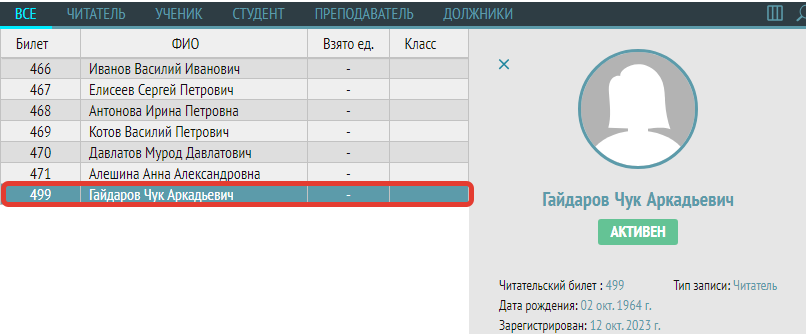 ВСЕ ЧИТАТЕЛЬ УЧЕНИК СТУДЕНТ ПРЕПОДАВАТЕЛЬ ДОЛЖНИКИ
Билет ФИО Взято ед. Класс
466 Иванов Василий Иванович -
467 Елисеев Сергей Петрович -
468 Антонова Ирина Петровна -
469 Котов Василий Петрович -
470 Давлатов Мурод Давлатович -
471 Алешина Анна Александровна -
499 Гайдаров Чук Аркадьевич -
Гайдаров Чук Аркадьевич
АКТИВЕН
Читательский билет : 499 Тип записи: Читатель
Дата рождения: 02 окт. 1964 г.
Зарегистрирован: 12 окт. 2023 г.